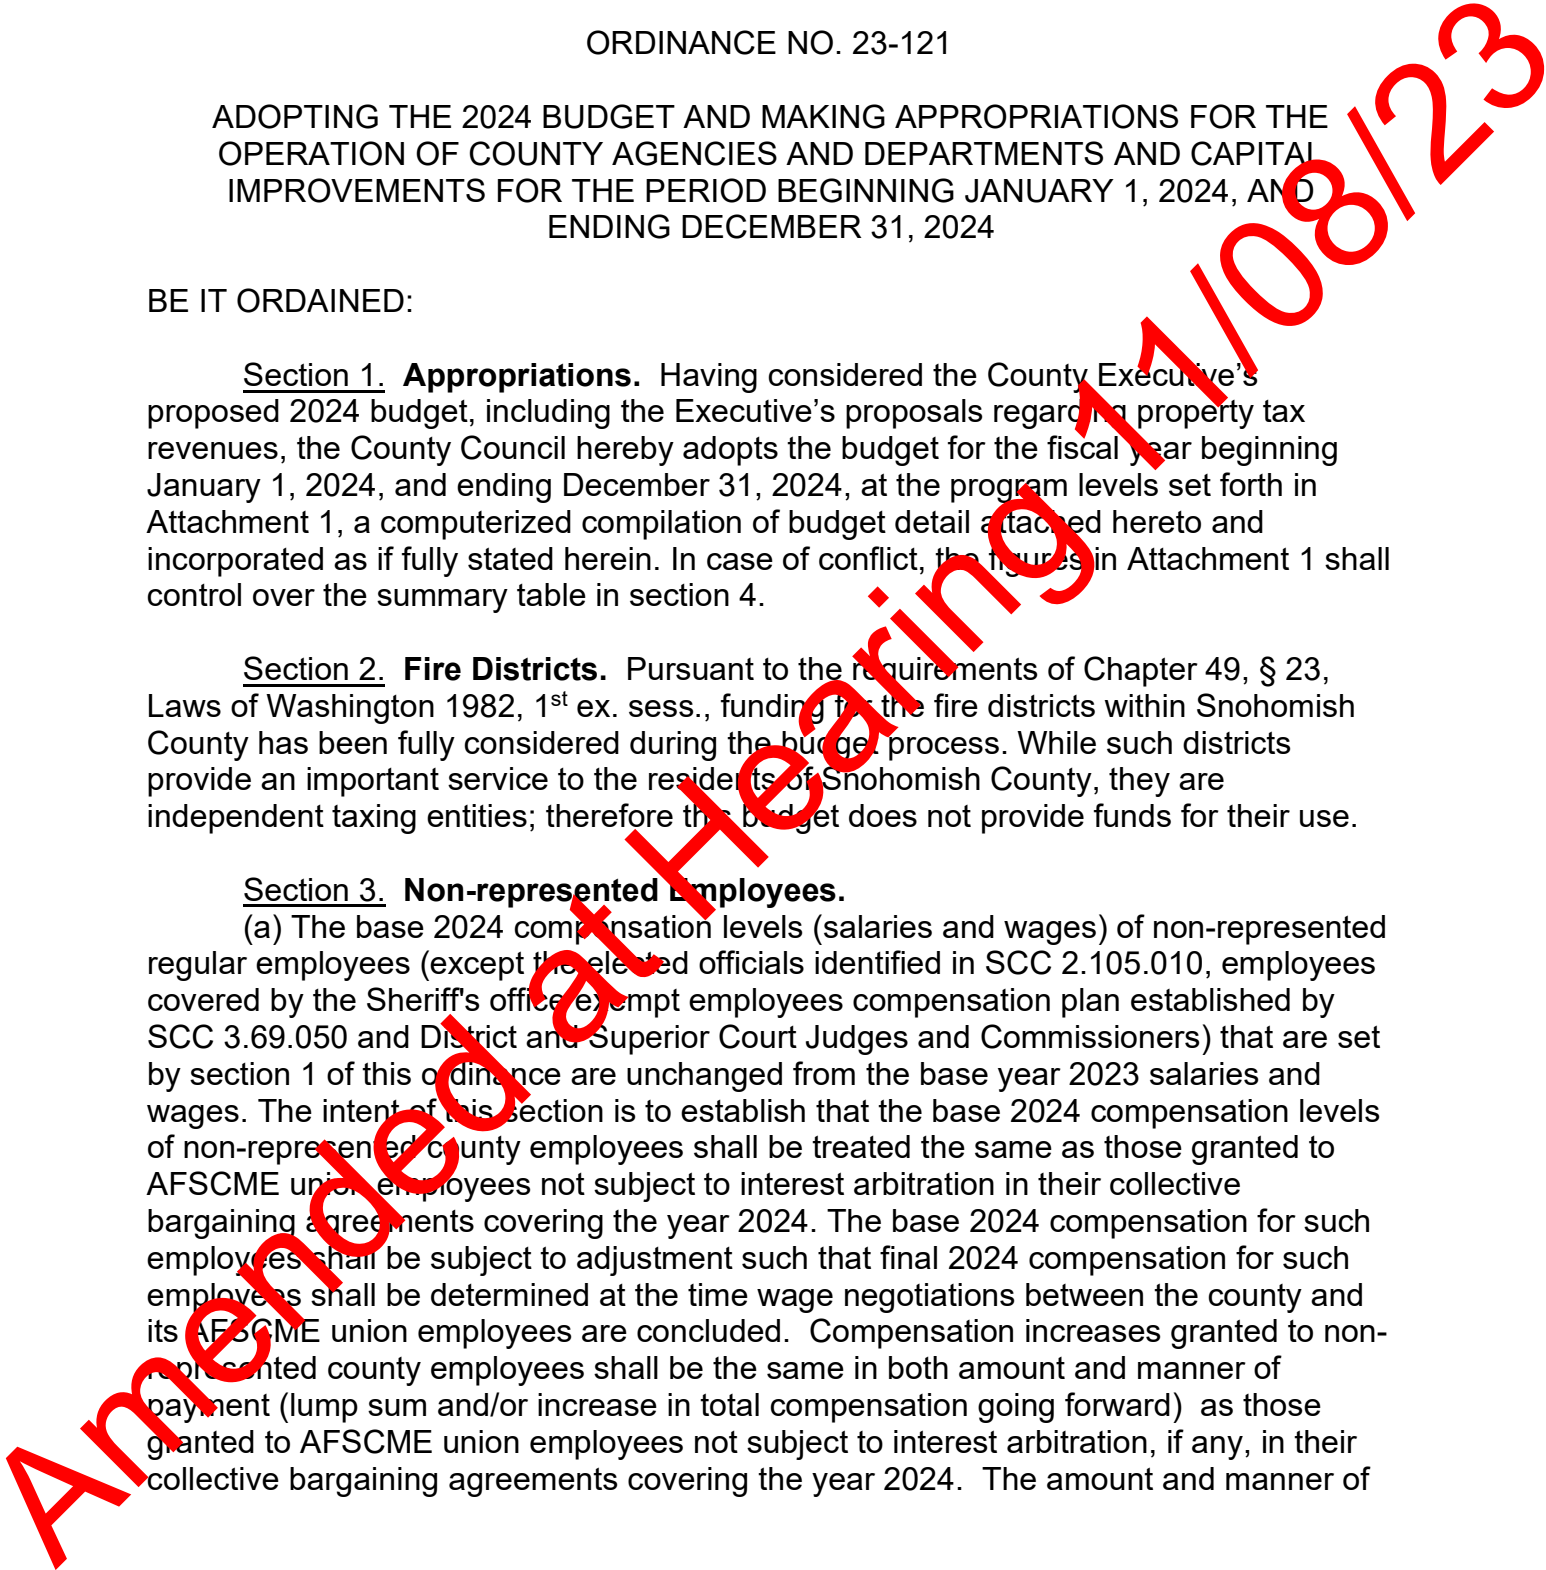 ORDINANCE NO. 23-121
ADOPTING THE 2024 BUDGET AND MAKING APPROPRIATIONS FOR THE
OPERATION OF COUNTY AGENCIES AND DEPARTMENTS AND CAPITAL
IMPROVEMENTS FOR THE PERIOD BEGINNING JANUARY 1, 2024, AND
ENDING DECEMBER 31, 2024
BE IT ORDAINED:
Section 1. Appropriations. Having considered the County Executive’s
proposed 2024 budget, including the Executive’s proposals regarding property tax
revenues, the County Council hereby adopts the budget for the fiscal year beginning
January 1, 2024, and ending December 31, 2024, at the program levels set forth in
Attachment 1, a computerized compilation of budget detail attached hereto and
incorporated as if fully stated herein. In case of conflict, the figures in Attachment 1 shall
control over the summary table in section 4.
Section 2. Fire Districts. Pursuant to the requirements of Chapter 49, § 23,
Laws of Washington 1982, 1st ex. sess., funding for the fire districts within Snohomish
County has been fully considered during the budget process. While such districts
provide an important service to the residents of Snohomish County, they are
independent taxing entities; therefore this budget does not provide funds for their use.
Section 3. Non-represented Employees.
(a) The base 2024 compensation levels (salaries and wages) of non-represented
regular employees (except the elected officials identified in SCC 2.105.010, employees
covered by the Sheriff's office exempt employees compensation plan established by
SCC 3.69.050 and District and Superior Court Judges and Commissioners) that are set
by section 1 of this ordinance are unchanged from the base year 2023 salaries and
wages. The intent of this section is to establish that the base 2024 compensation levels
of non-represented county employees shall be treated the same as those granted to
AFSCME union employees not subject to interest arbitration in their collective
bargaining agreements covering the year 2024. The base 2024 compensation for such
employees shall be subject to adjustment such that final 2024 compensation for such
employees shall be determined at the time wage negotiations between the county and
its AFSCME union employees are concluded. Compensation increases granted to non-
represented county employees shall be the same in both amount and manner of
payment (lump sum and/or increase in total compensation going forward) as those
granted to AFSCME union employees not subject to interest arbitration, if any, in their
collective bargaining agreements covering the year 2024. The amount and manner of
Amended at Hearing 11/08/23